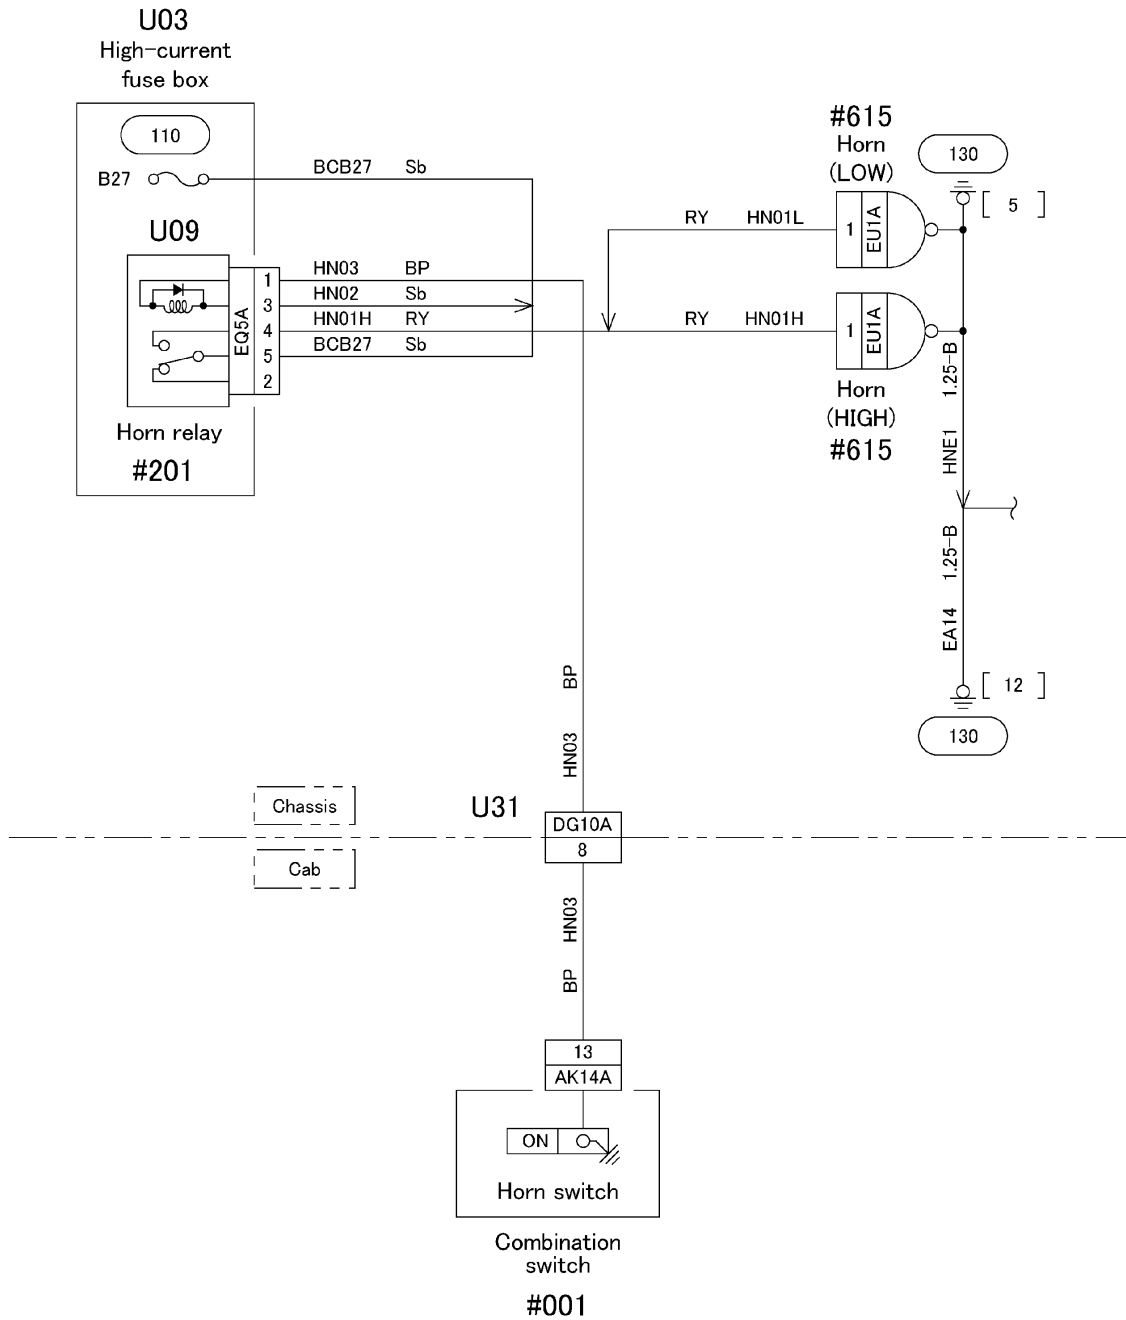 U03
High-current
fuse box
110
B27
BCB27 Sb
U09
HN03 BP
HN02 Sb
HN01H RY
BCB27 Sb
EQ5A
1
3
4
5
2
Horn relay
#201
#615
Horn
(LOW)
130
[ 5 ]
RY HN01L
1 EU1A
RY HN01H
1 EU1A
Horn
(HIGH)
#615
1.25-B
HNE1
1.25-B
EA14
[ 12 ]
130
BP
HN03
Chassis
U31
DG10A
8
Cab
HN03
BP
13
AK14A
ON
Horn switch
Combination
switch
#001